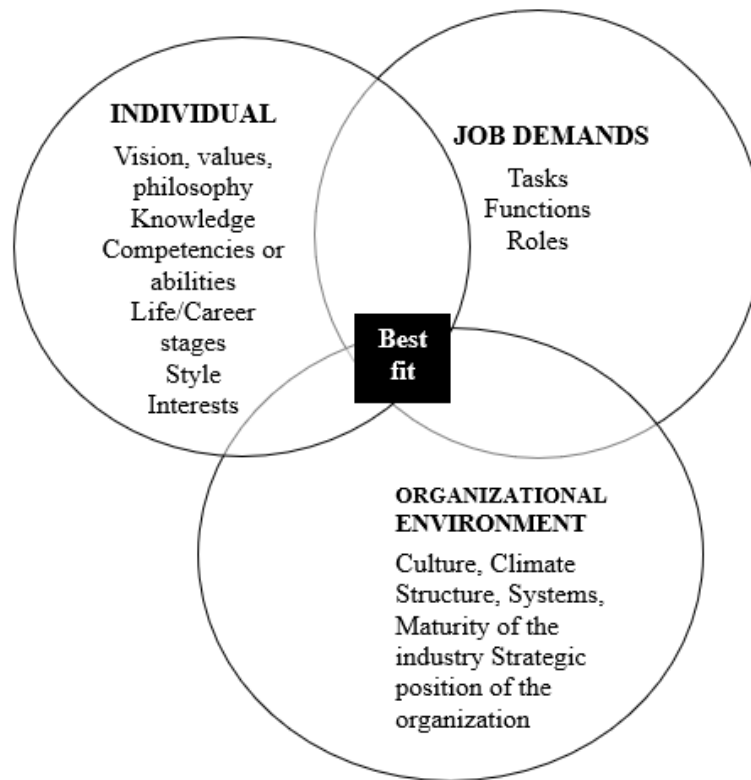 INDIVIDUAL
Vision, values,
philosophy
Knowledge
Competencies or
abilities
Life/Career
stages
Style
Interests
JOB DEMANDS
Tasks
Functions
Roles
Best
fit
ORGANIZATIONAL
ENVIRONMENT
Culture, Climate
Structure, Systems,
Maturity of the
industry Strategic
position of the
organization